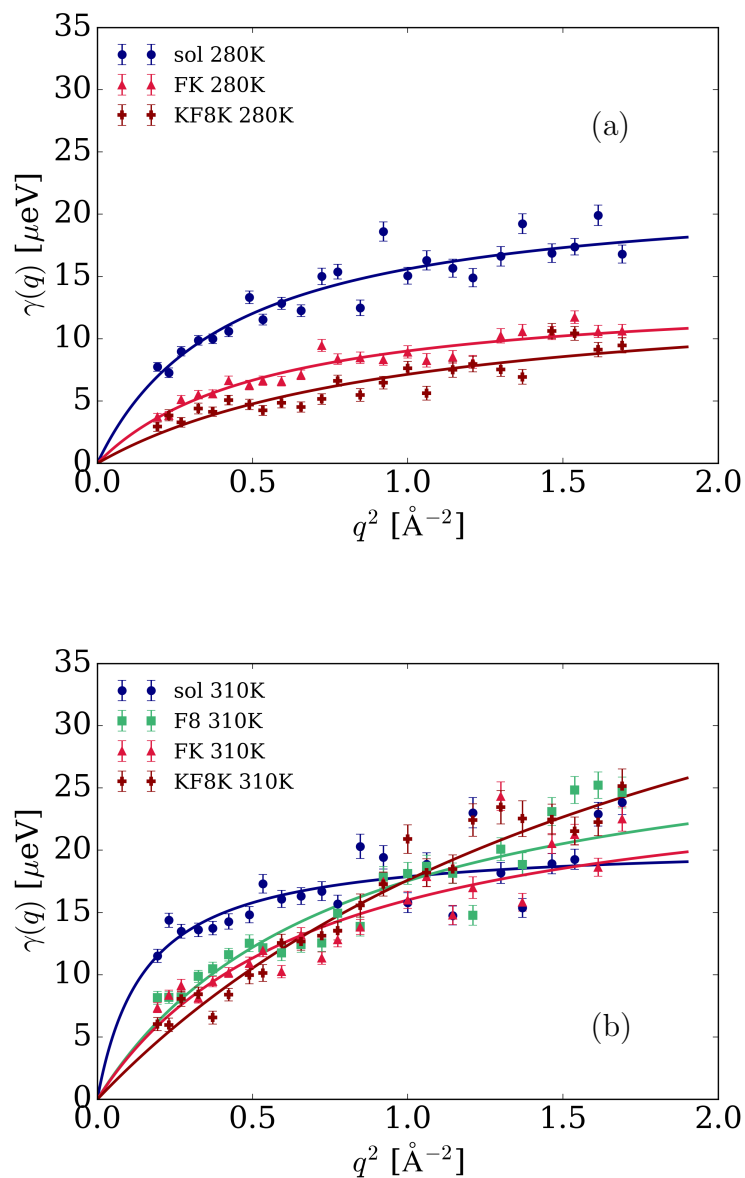 35
30
25
20
15
10
5
0
γ(q) [μeV]
sol 280K
FK 280K
KF8K 280K
(a)
0.0 0.5 1.0 1.5 2.0
q² [Å⁻²]
35
30
25
20
15
10
5
0
γ(q) [μeV]
sol 310K
F8 310K
FK 310K
KF8K 310K
(b)
0.0 0.5 1.0 1.5 2.0
q² [Å⁻²]